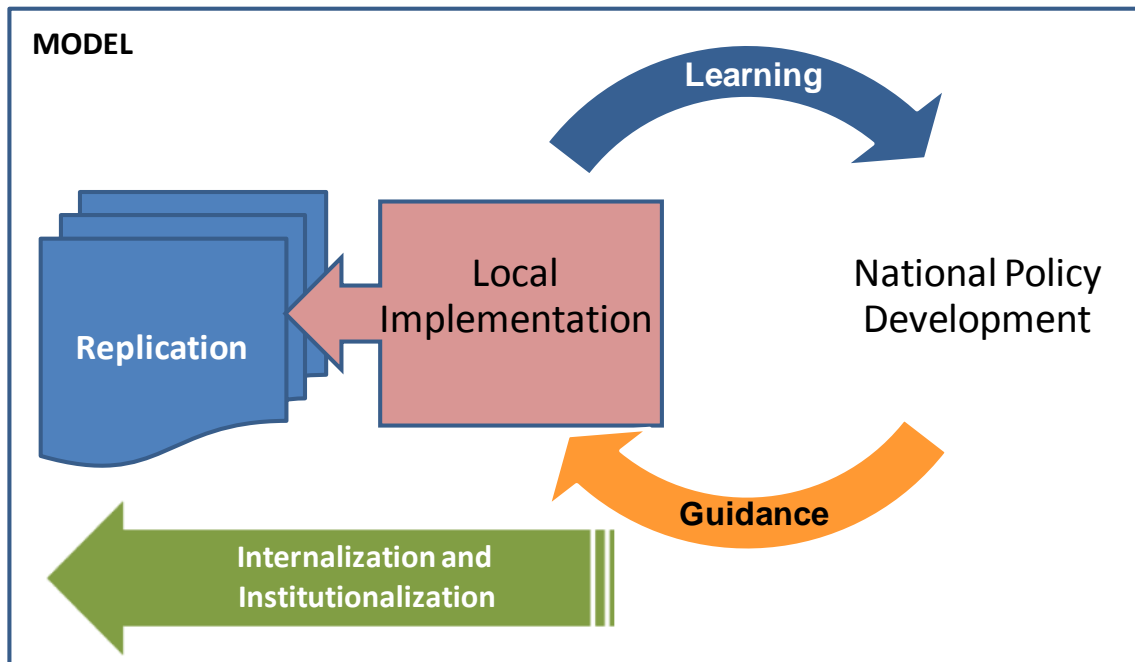 MODEL
Learning
Local
Implementation
National Policy
Development
Replication
Guidance
Internalization and
Institutionalization